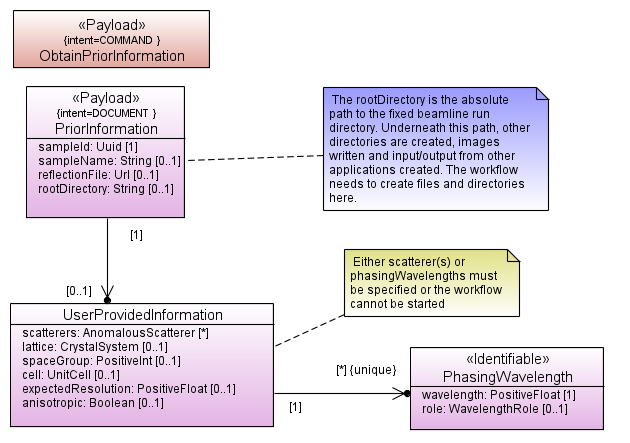 «Payload»
{intent=COMMAND }
ObtainPriorInformation
«Payload»
{intent=DOCUMENT }
PriorInformation
sampleId: Uuid [1]
sampleName: String [0..1]
reflectionFile: Url [0..1]
rootDirectory: String [0..1]
The rootDirectory is the absolute
path to the fixed beamline run
directory. Underneath this path, other
directories are created, images
written and input/output from other
applications created. The workflow
needs to create files and directories
here.
[1]
[0..1]
Either scatterer(s) or
phasingWavelengths must
be specified or the workflow
cannot be started
UserProvidedInformation
scatterers: AnomalousScatterer [*]
lattice: CrystalSystem [0..1]
spaceGroup: PositiveInt [0..1]
cell: UnitCell [0..1]
expectedResolution: PositiveFloat [0..1]
anisotropic: Boolean [0..1]
[*] {unique}
[1]
«Identifiable»
PhasingWavelength
wavelength: PositiveFloat [1]
role: WavelengthRole [0..1]